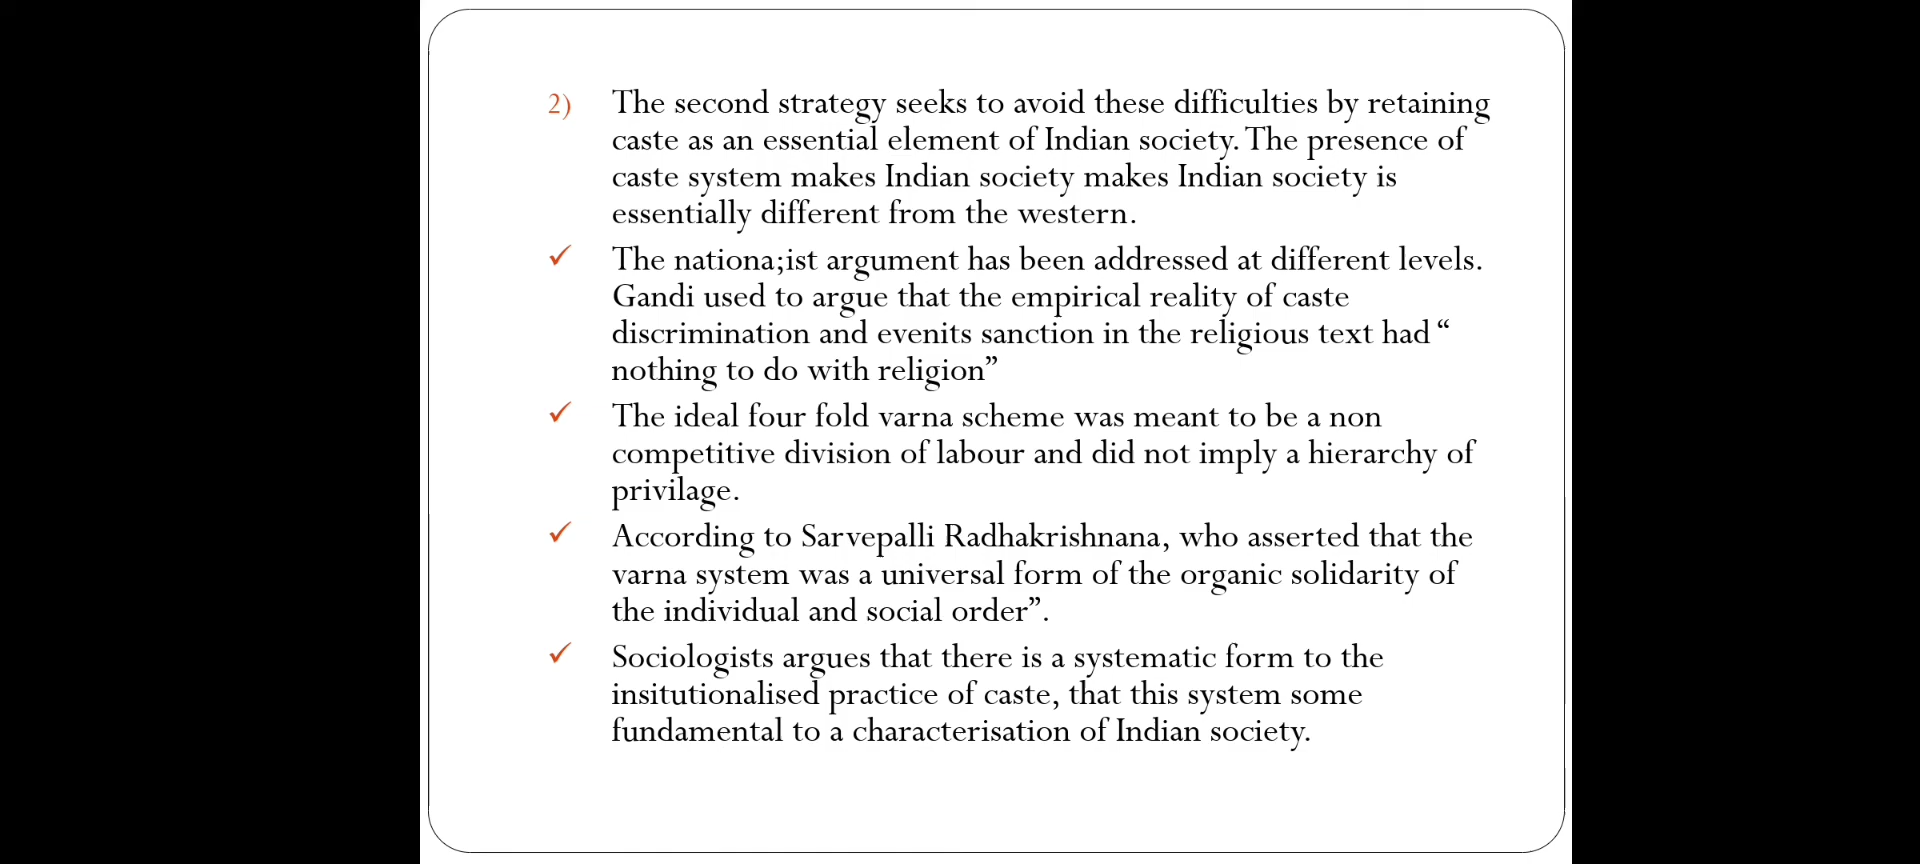 2) The second strategy seeks to avoid these difficulties by retaining
caste as an essential element of Indian society. The presence of
caste system makes Indian society makes Indian society is
essentially different from the western.
✓ The nationa;ist argument has been addressed at different levels.
Gandi used to argue that the empirical reality of caste
discrimination and evenits sanction in the religious text had “
nothing to do with religion”
✓ The ideal four fold varna scheme was meant to be a non
competitive division of labour and did not imply a hierarchy of
privilage.
✓ According to Sarvepalli Radhakrishnana, who asserted that the
varna system was a universal form of the organic solidarity of
the individual and social order”.
✓ Sociologists argues that there is a systematic form to the
insitutionalised practice of caste, that this system some
fundamental to a characterisation of Indian society.